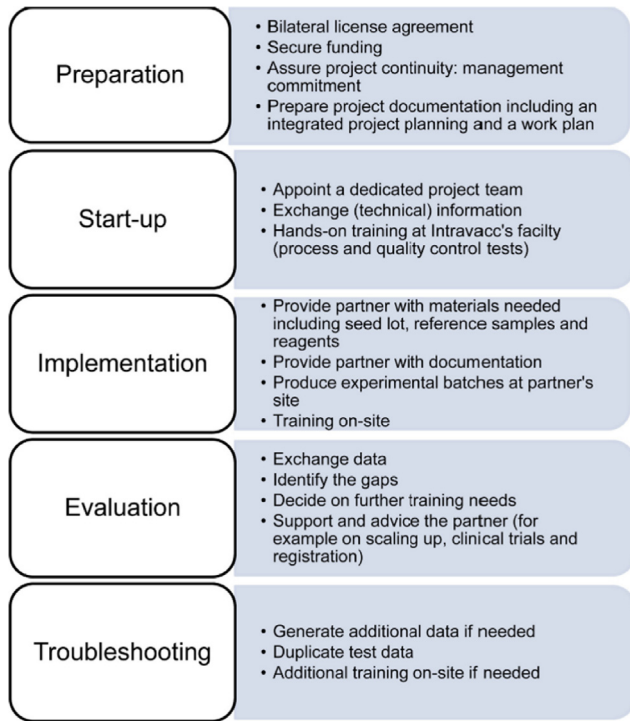 Preparation
• Bilateral license agreement
• Secure funding
• Assure project continuity: management
commitment
• Prepare project documentation including an
integrated project planning and a work plan
Start-up
• Appoint a dedicated project team
• Exchange (technical) information
• Hands-on training at Intravacc's facilty
(process and quality control tests)
Implementation
• Provide partner with materials needed
including seed lot, reference samples and
reagents
• Provide partner with documentation
• Produce experimental batches at partner's
site
• Training on-site
Evaluation
• Exchange data
• Identify the gaps
• Decide on further training needs
• Support and advice the partner (for
example on scaling up, clinical trials and
registration)
Troubleshooting
• Generate additional data if needed
• Duplicate test data
• Additional training on-site if needed